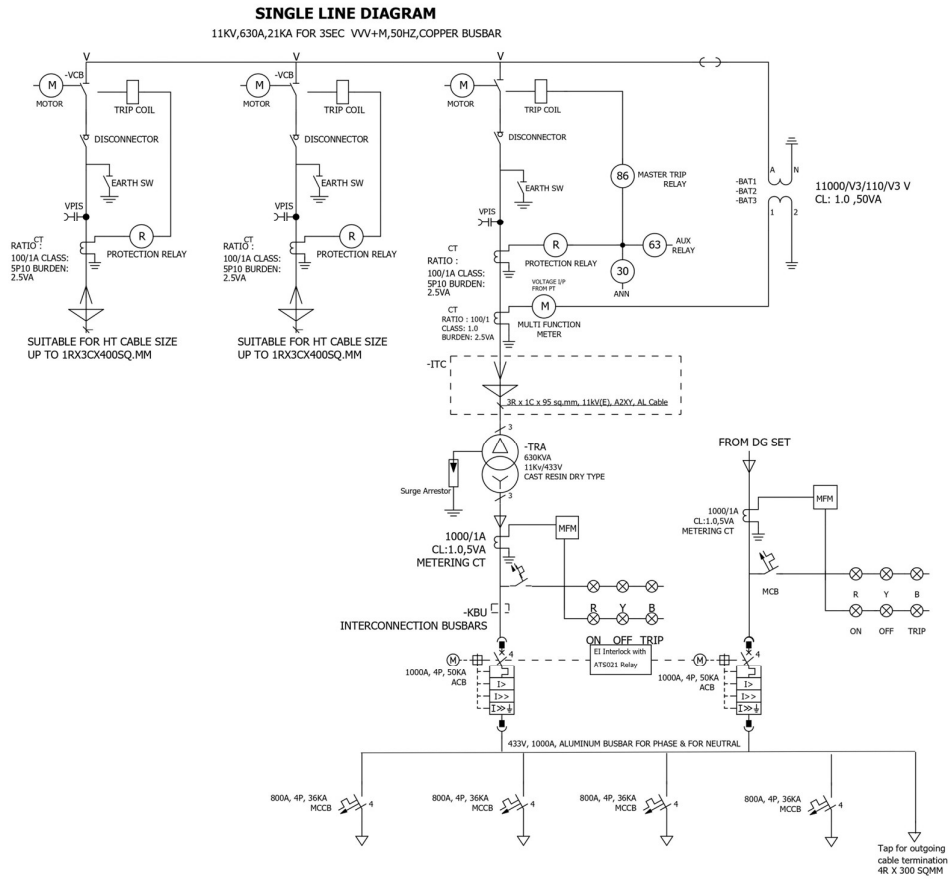 SINGLE LINE DIAGRAM
11KV,630A,21KA FOR 3SEC VVV+M,50HZ,COPPER BUSBAR
V
V
V
-VCB
M
MOTOR
TRIP COIL
DISCONNECTOR
EARTH SW
VPIS
R
PROTECTION RELAY
CT
RATIO :
100/1A CLASS:
5P10 BURDEN:
2.5VA
SUITABLE FOR HT CABLE SIZE
UP TO 1RX3CX400SQ.MM
-VCB
M
MOTOR
TRIP COIL
DISCONNECTOR
EARTH SW
VPIS
R
PROTECTION RELAY
CT
RATIO :
100/1A CLASS:
5P10 BURDEN:
2.5VA
SUITABLE FOR HT CABLE SIZE
UP TO 1RX3CX400SQ.MM
M
MOTOR
TRIP COIL
DISCONNECTOR
86
MASTER TRIP
RELAY
EARTH SW
VPIS
CT
RATIO :
100/1A CLASS:
5P10 BURDEN:
2.5VA
R
PROTECTION RELAY
63
AUX
RELAY
30
ANN
VOLTAGE I/P
FROM PT
M
MULTI FUNCTION
METER
CT
RATIO : 100/1
CLASS: 1.0
BURDEN: 2.5VA
A
N
-BAT1
-BAT2
-BAT3
1
2
11000/V3/110/V3 V
CL: 1.0 ,50VA
-ITC
3R x 1C x 95 sq.mm, 11kV(E), A2XY, AL Cable
3
-TRA
630KVA
11Kv/433V
CAST RESIN DRY TYPE
3
Surge Arrestor
1000/1A
CL:1.0,5VA
METERING CT
MFM
-KBU
INTERCONNECTION BUSBARS
R
Y
B
ON
OFF
TRIP
FROM DG SET
1000/1A
CL:1.0,5VA
METERING CT
MFM
MCB
R
Y
B
ON
OFF
TRIP
M
4
1000A, 4P, 50KA
ACB
I>
I>>
I>>
EI Interlock with
ATS021 Relay
M
4
1000A, 4P, 50KA
ACB
I>
I>>
I>>
433V, 1000A, ALUMINUM BUSBAR FOR PHASE & FOR NEUTRAL
800A, 4P, 36KA
MCCB
4
800A, 4P, 36KA
MCCB
4
800A, 4P, 36KA
MCCB
4
800A, 4P, 36KA
MCCB
4
Tap for outgoing
cable termination
4R X 300 SQMM